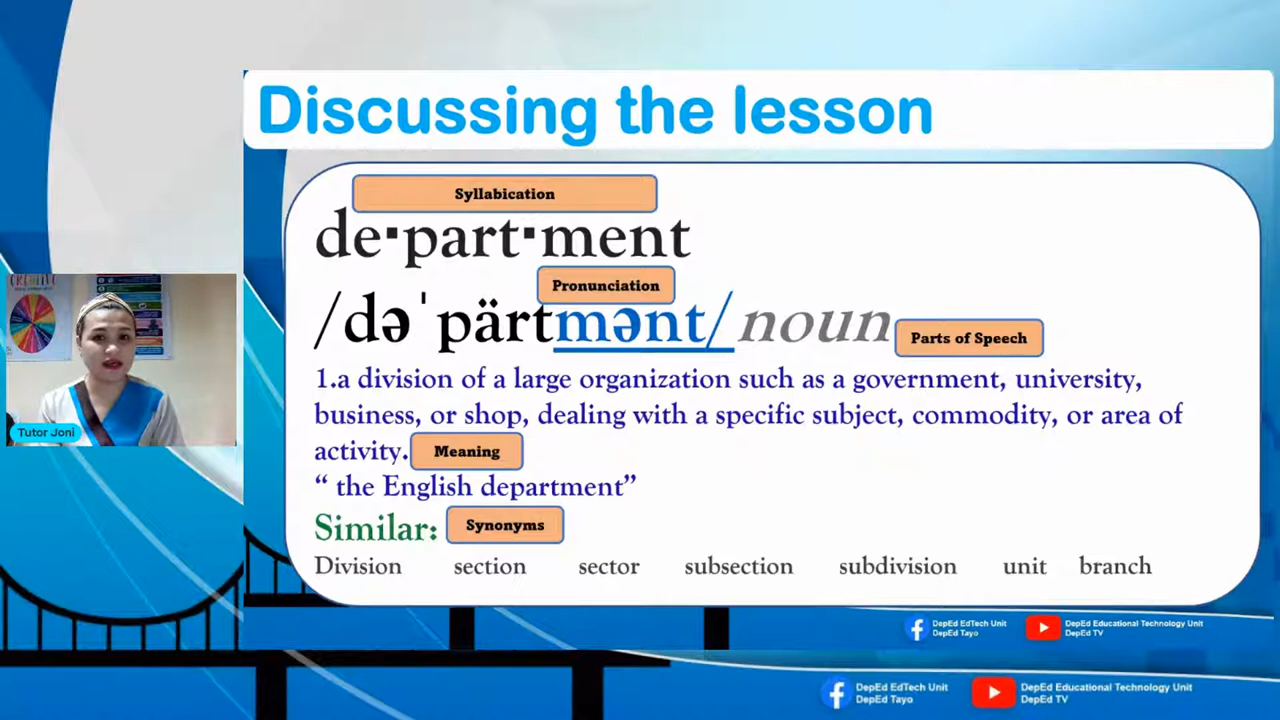 Discussing the lesson
Syllabication
de▪part▪ment
Pronunciation
/dəˈpärtmənt/ noun
Parts of Speech
1.a division of a large organization such as a government, university,
business, or shop, dealing with a specific subject, commodity, or area of
activity.
Meaning
“ the English department”
Similar:
Synonyms
Division section sector subsection subdivision unit branch
Tutor Joni
DepEd EdTech Unit
DepEd Tayo
DepEd Educational Technology Unit
DepEd TV
DepEd EdTech Unit
DepEd Tayo
DepEd Educational Technology Unit
DepEd TV